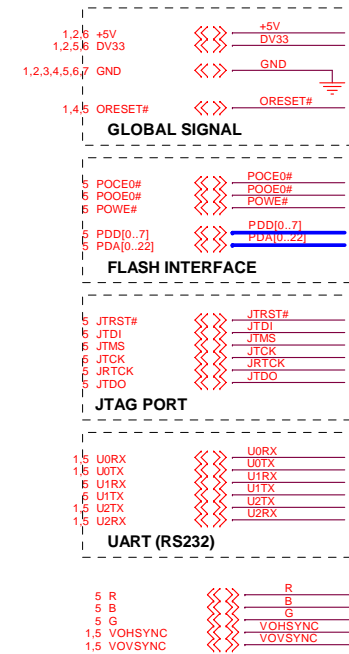 1,2,6 +5V +5V
1,2,5,6 DV33 DV33
1,2,3,4,5,6,7 GND GND
1,4,5 ORESET# ORESET#
GLOBAL SIGNAL
5 POCE0# POCE0#
5 POOE0# POOE0#
5 POWE# POWE#
5 PDD[0..7] PDD[0..7]
5 PDA[0..22] PDA[0..22]
FLASH INTERFACE
5 JTRST# JTRST#
5 JTDI JTDI
5 JTMS JTMS
5 JTCK JTCK
5 JRTCK JRTCK
5 JTDO JTDO
JTAG PORT
1,5 U0RX U0RX
1,5 U0TX U0TX
5 U1RX U1RX
5 U1TX U1TX
1,5 U2TX U2TX
1,5 U2RX U2RX
UART (RS232)
5 R R
5 B B
5 G G
1,5 VOHSYNC VOHSYNC
1,5 VOVSYNC VOVSYNC